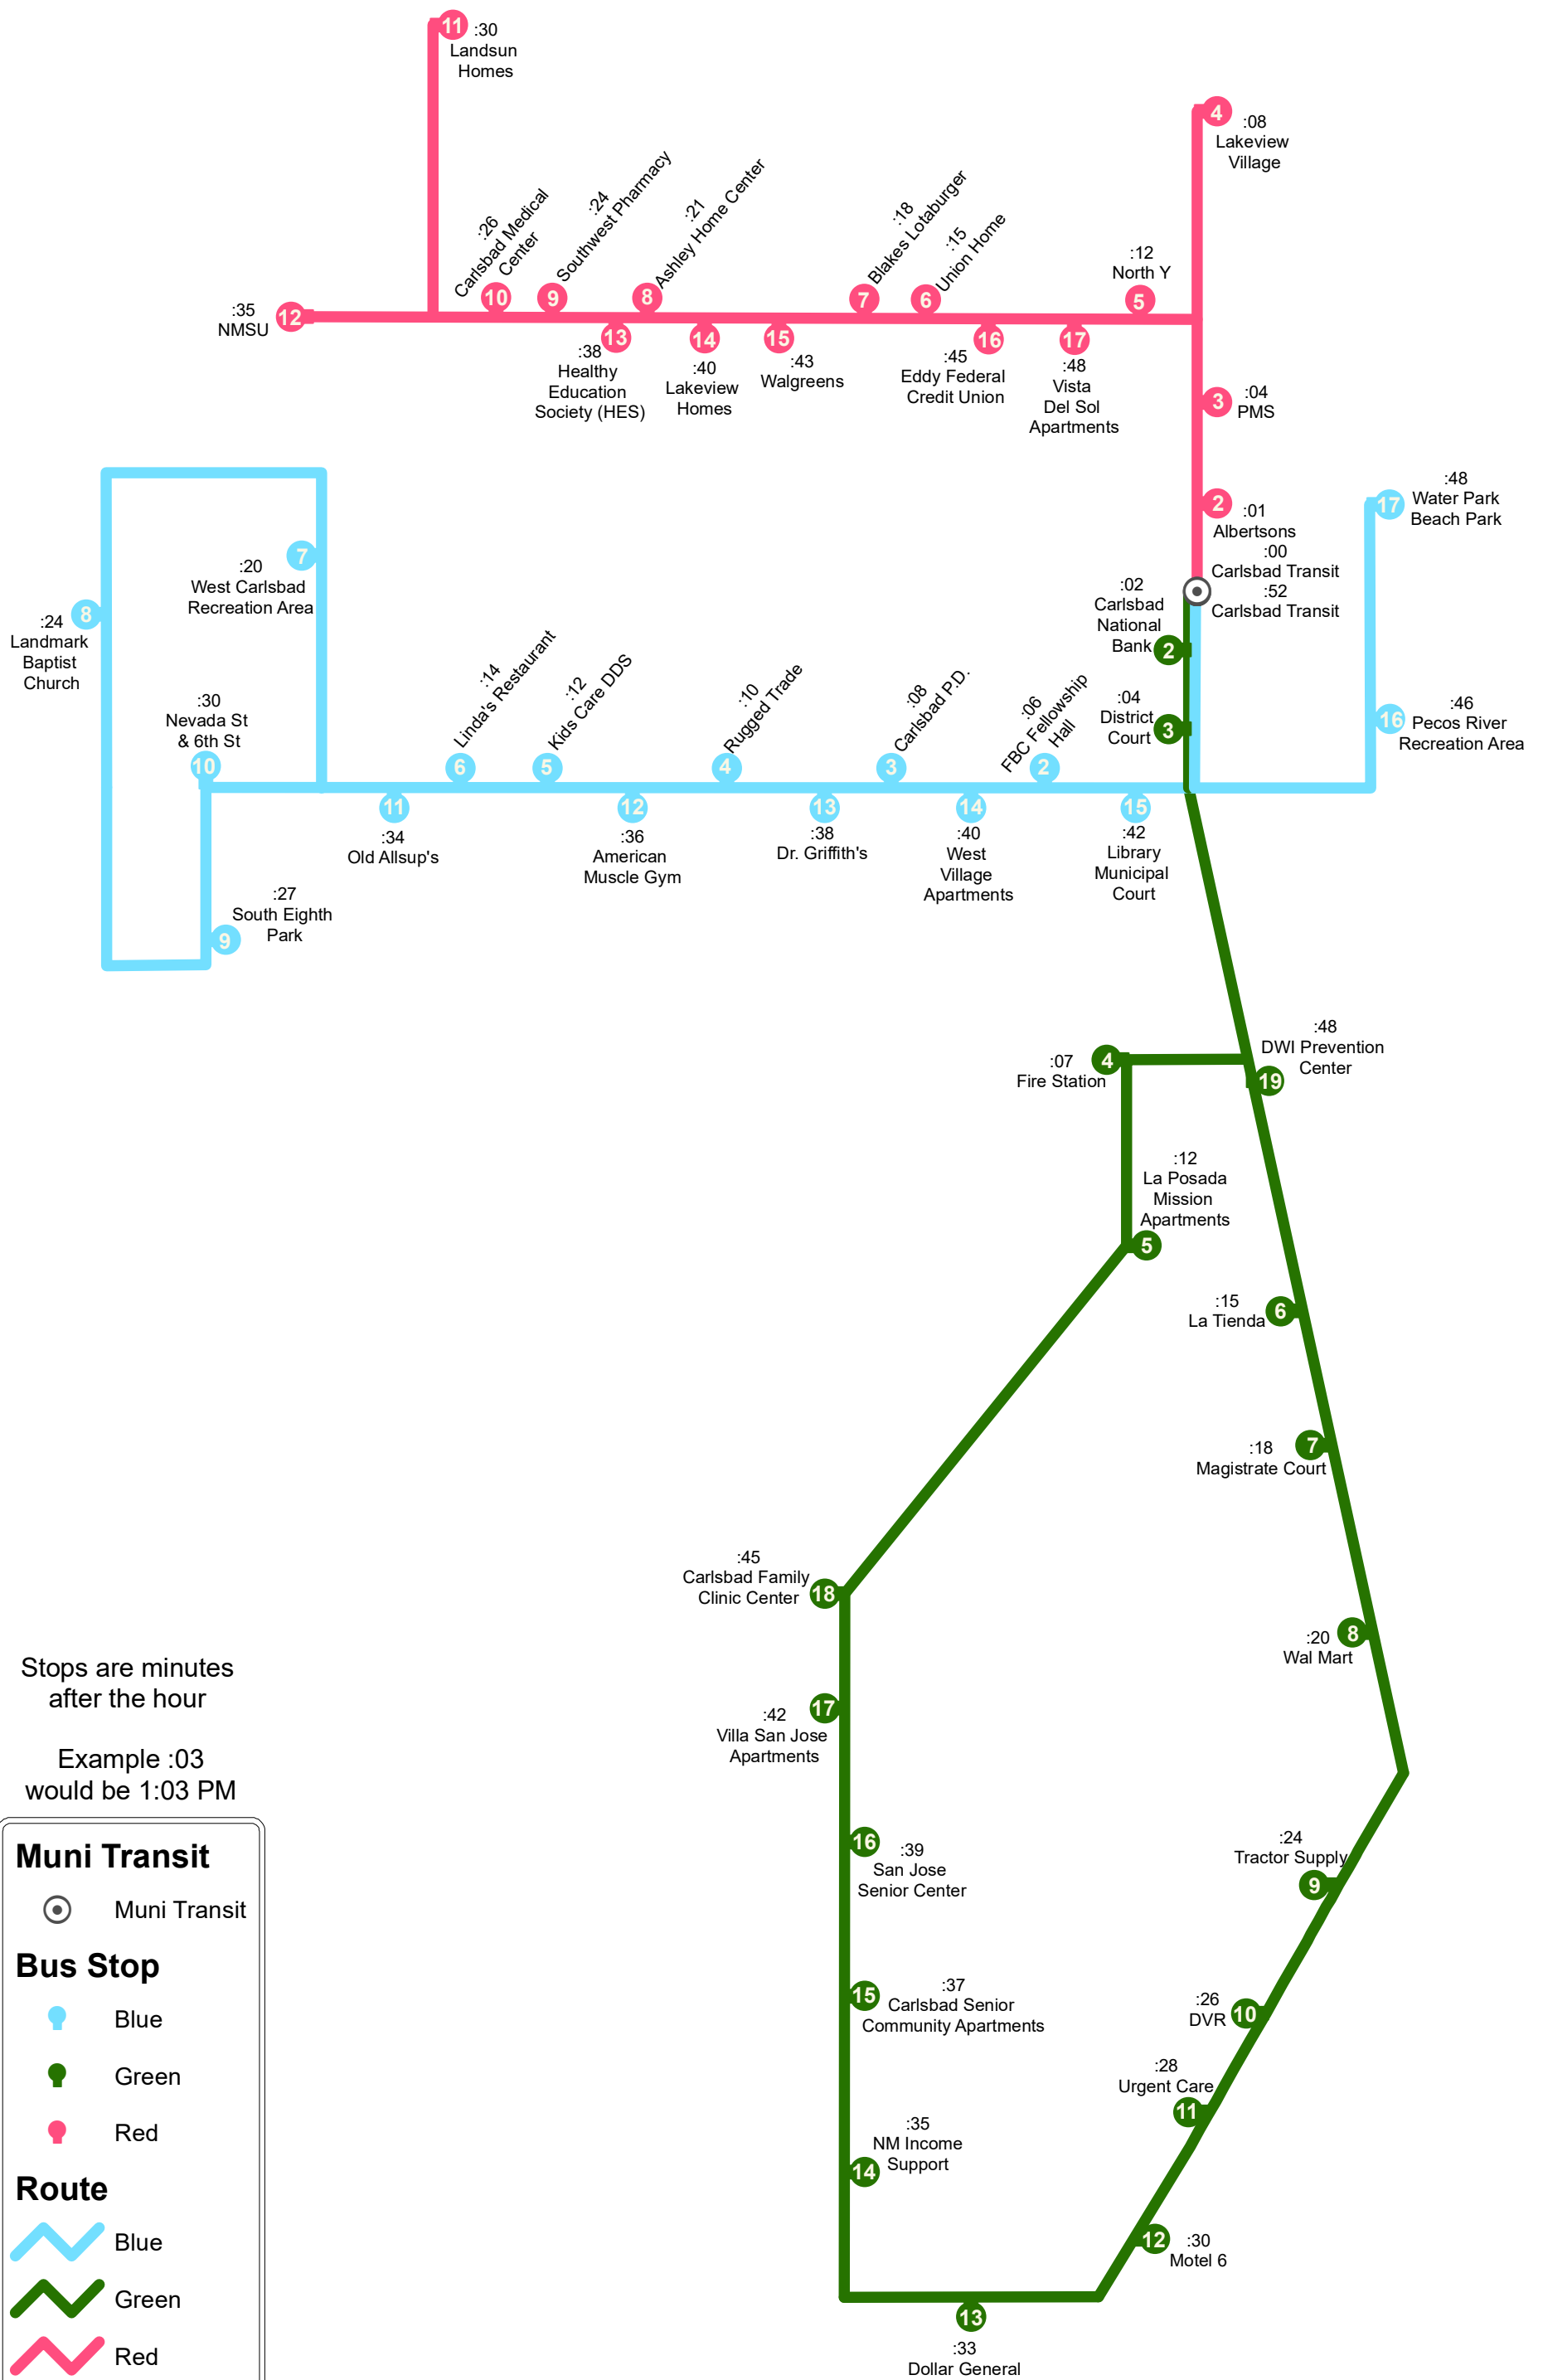 11
:30
Landsun
Homes
4
:08
Lakeview
Village
:26
Carlsbad Medical
Center
10
:24
Southwest Pharmacy
9
:21
Ashley Home Center
8
:18
Blakes Lotaburger
7
:15
Union Home
6
:12
North Y
5
:35
NMSU
12
13
:38
Healthy
Education
Society (HES)
14
:40
Lakeview
Homes
15
:43
Walgreens
16
:45
Eddy Federal
Credit Union
17
:48
Vista
Del Sol
Apartments
3
:04
PMS
2
:01
Albertsons
:00
Carlsbad Transit
:52
Carlsbad Transit
17
:48
Water Park
Beach Park
7
:20
West Carlsbad
Recreation Area
8
:24
Landmark
Baptist
Church
:02
Carlsbad
National
Bank
2
:04
District
Court
3
16
:46
Pecos River
Recreation Area
:30
Nevada St
& 6th St
10
:14
Linda's Restaurant
6
:12
Kids Care DDS
5
:10
Rugged Trade
4
:08
Carlsbad P.D.
3
:06
FBC Fellowship
Hall
2
11
:34
Old Allsup's
12
:36
American
Muscle Gym
13
:38
Dr. Griffith's
14
:40
West
Village
Apartments
15
:42
Library
Municipal
Court
:27
South Eighth
Park
9
:48
DWI Prevention
Center
19
4
:07
Fire Station
:12
La Posada
Mission
Apartments
5
:15
La Tienda
6
7
:18
Magistrate Court
:45
Carlsbad Family
Clinic Center
18
8
:20
Wal Mart
17
:42
Villa San Jose
Apartments
16
:39
San Jose
Senior Center
:24
Tractor Supply
9
15
:37
Carlsbad Senior
Community Apartments
:26
DVR
10
:28
Urgent Care
11
:35
NM Income
Support
14
12
:30
Motel 6
13
:33
Dollar General
Stops are minutes
after the hour
Example :03
would be 1:03 PM
Muni Transit
Muni Transit
Bus Stop
Blue
Green
Red
Route
Blue
Green
Red